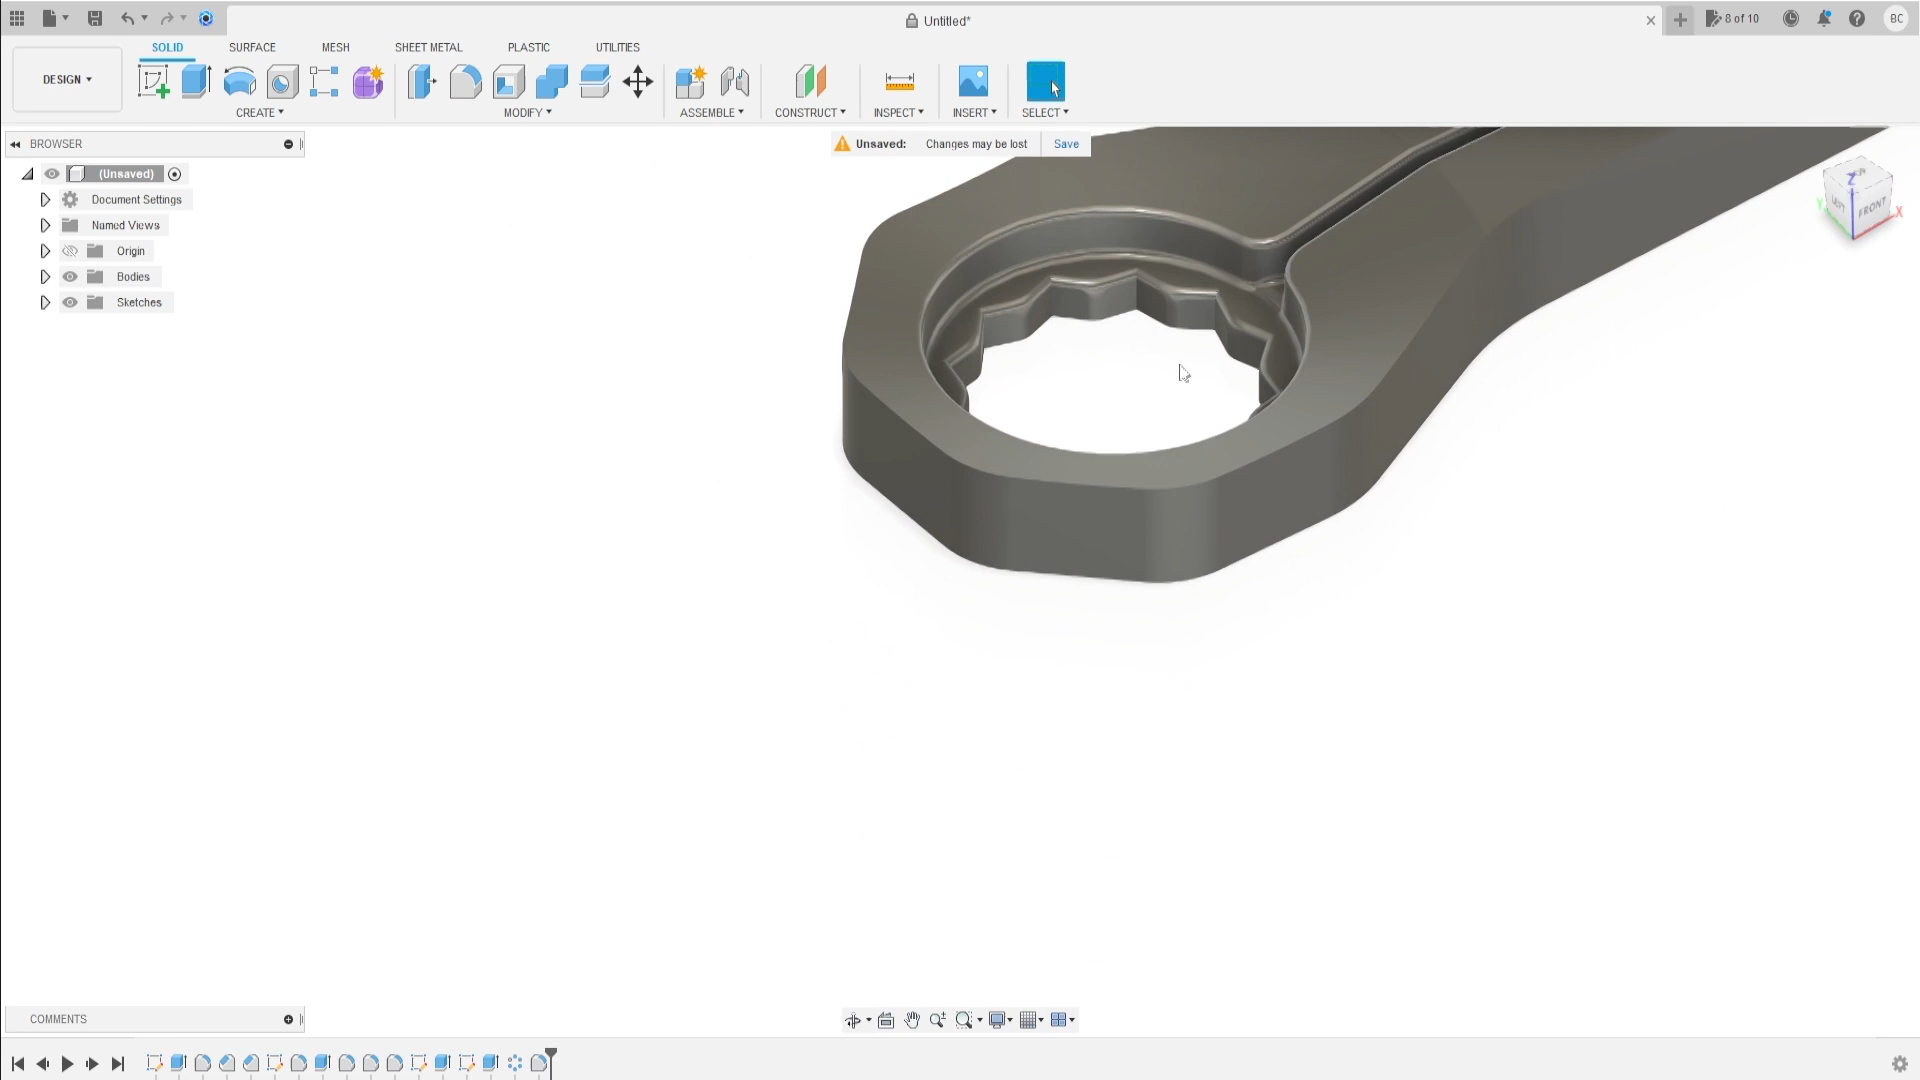 Untitled*
8 of 10
BC
DESIGN
SOLID
SURFACE
MESH
SHEET METAL
PLASTIC
UTILITIES
CREATE
MODIFY
ASSEMBLE
CONSTRUCT
INSPECT
INSERT
SELECT
BROWSER
Unsaved: Changes may be lost Save
(Unsaved)
Document Settings
Named Views
Origin
Bodies
Sketches
Z
LEFT
FRONT
X
Y
COMMENTS